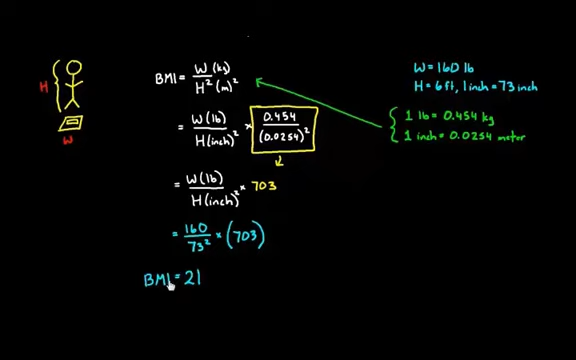 H
W
BMI = W (kg) / H² (m)²
= W (lb) / H (inch)² × 0.454 / (0.0254)²
= W (lb) / H (inch)² × 703
= 160 / 73² × (703)
BMI = 21
W = 160 lb
H = 6 ft, 1 inch = 73 inch
1 lb = 0.454 kg
1 inch = 0.0254 meter